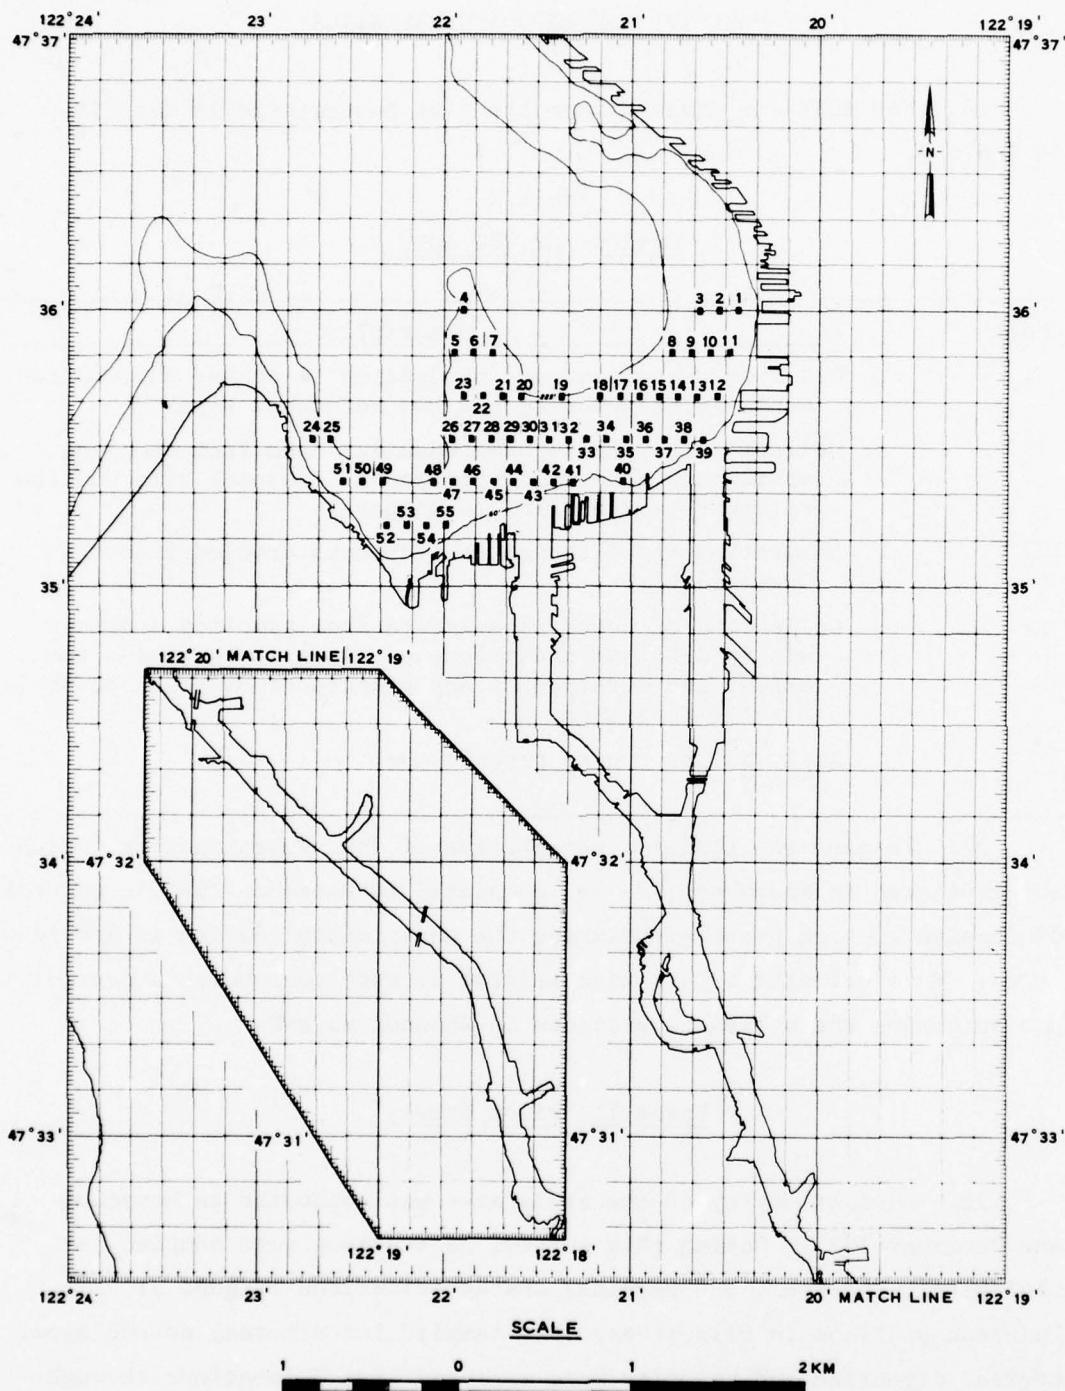 122° 24' 23' 22' 21' 20' 122° 19'
47° 37' 47° 37'
N
36' 4 3 2 1 36'
5 6 7 8 9 10 11
23 21 20 19 18 17 16 15 14 13 12
22
24 25 26 27 28 29 30 31 32 34 36 38
33 35 37 39
51 50 49 48 46 44 42 41 40
47 45 43
60'
53 55
52 54
35' 35'
122° 20' MATCH LINE 122° 19'
34' 47° 32' 47° 32' 34'
47° 33' 47° 31' 47° 31' 47° 33'
122° 19' 122° 18'
122° 24' 23' 22' 21' 20' MATCH LINE 122° 19'
SCALE
1 0 1 2 KM